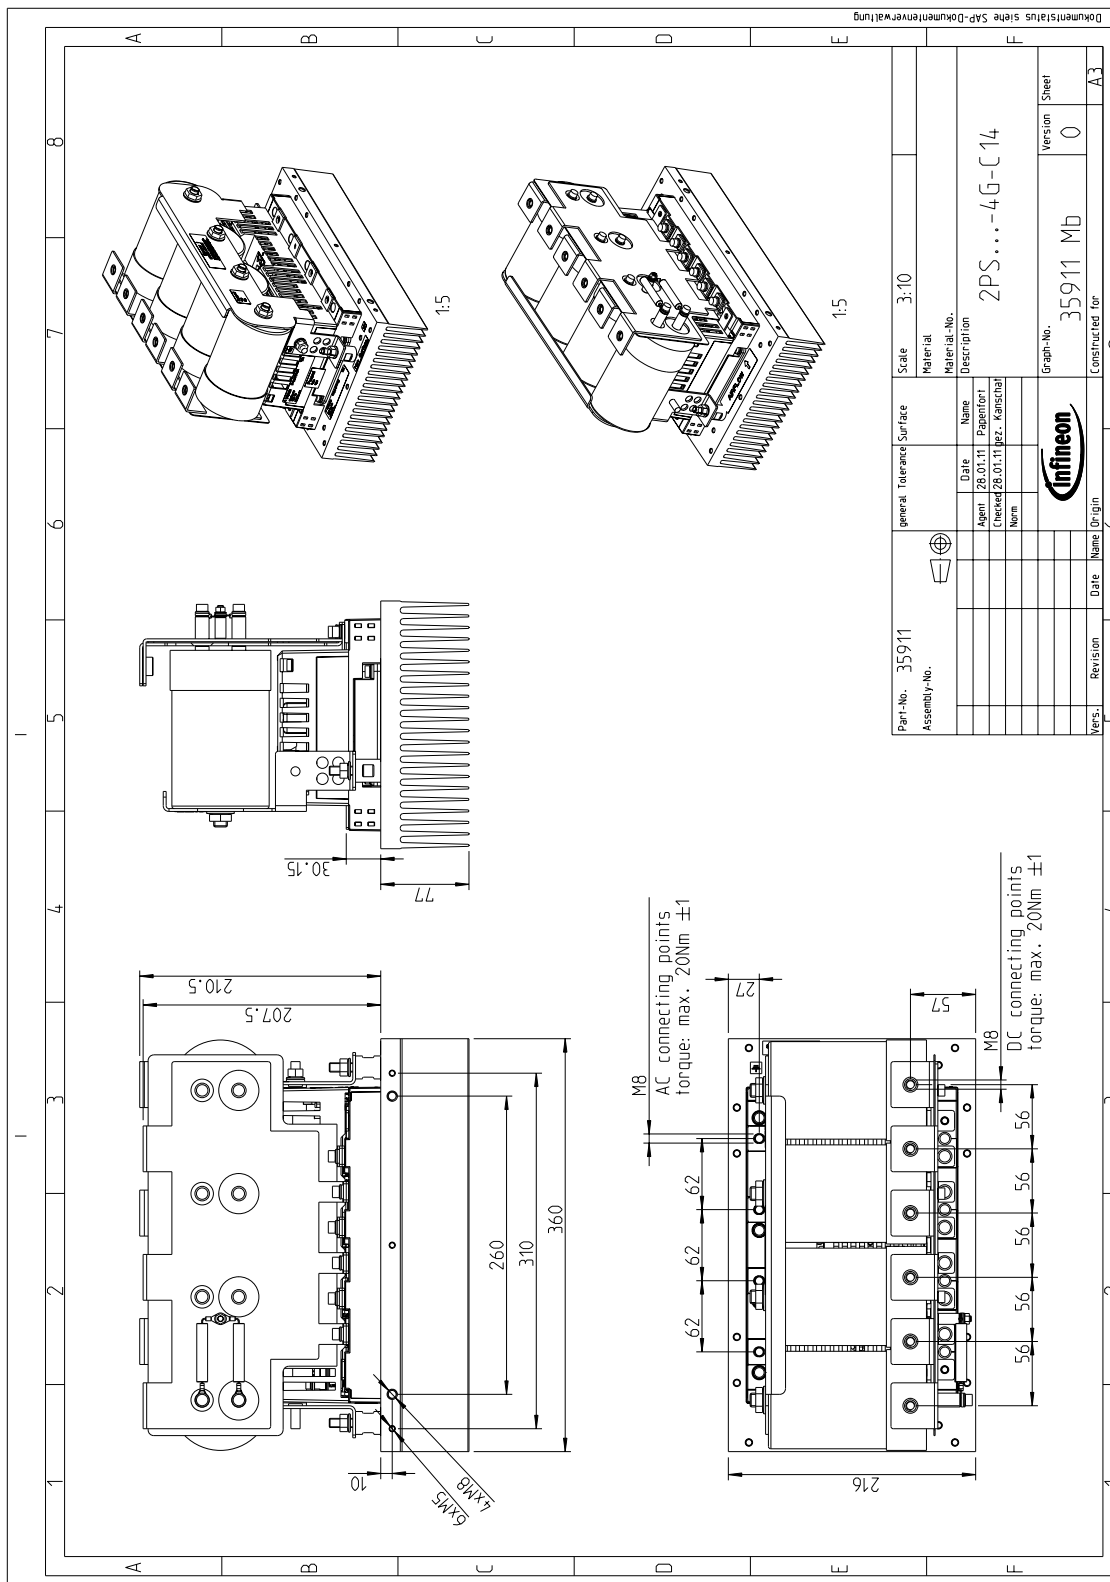 Dokumentstatus siehe SAP-Dokumentenverwaltung
1
2
3
4
5
6
7
8
A
B
C
D
E
F
A
B
C
D
E
F
207.5
210.5
10
6xM5
4xM8
260
310
360
30.15
77
1:5
1:5
M8
AC connecting points
torque: max. 20Nm ±1
27
62
62
62
216
57
M8
DC connecting points
torque: max. 20Nm ±1
56
56
56
56
56
Part-No. 35911
Assembly-No.
general Tolerance
Surface
Scale 3:10
Material
Material-No.
Date
Name
Description
Agent 28.01.11 Papenfort
Checked 28.01.11 gez. Kanschat
Norm
2PS...-4G-C14
infineon
Graph-No.
35911 Mb
Version
0
Sheet
Vers.
Revision
Date
Name
Origin
Constructed for
A3